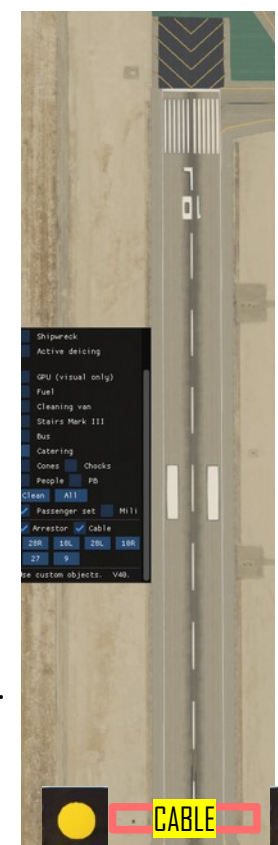 Shipwreck
Active deicing
GPU (visual only)
Fuel
Cleaning van
Stairs Mark III
Bus
Catering
Cones Chocks
People PB
Clean All
Passenger set Mili
Arrestor Cable
28R 10L 28L 10R
27 9
se custom objects. V40.
CABLE